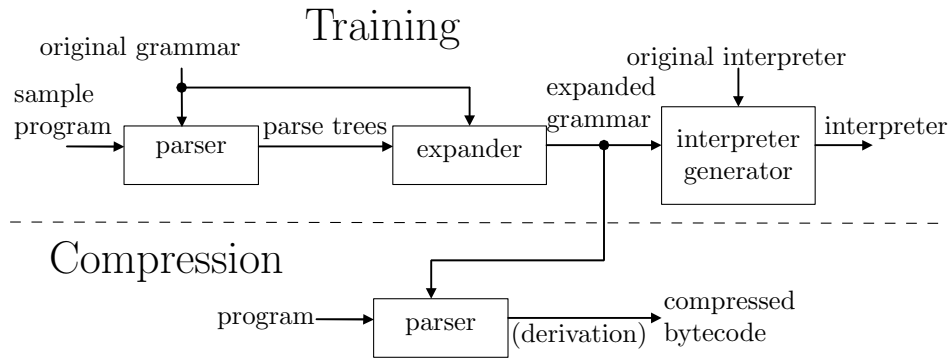 Training
original grammar
original interpreter
sample
program
parser
parse trees
expander
expanded
grammar
interpreter
generator
interpreter
Compression
program
parser
(derivation)
compressed
bytecode